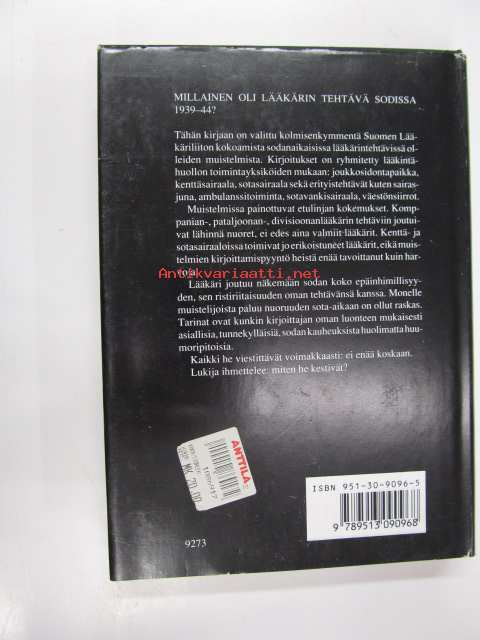 MILLAINEN OLI LÄÄKÄRIN TEHTÄVÄ SODISSA
1939-44?
Tähän kirjaan on valittu kolmisenkymmentä Suomen Lää-
käriliiton kokoamista sodanaikaisissa lääkärintehtävissä ol-
leiden muistelmista. Kirjoitukset on ryhmitetty lääkintä-
huollon toimintayksiköiden mukaan: joukkosidontapaikka,
kenttäsairaala, sotasairaala sekä erityistehtävät kuten sairas-
juna, ambulanssitoiminta, sotavankisairaala, väestönsiirrot.
Muistelmissa painottuvat etulinjan kokemukset. Komp-
panian-, pataljoonan-, divisioonanlääkärin tehtäviin joutui-
vat lähinnä nuoret, ei edes aina valmiit-lääkärit. Kenttä- ja
sotasairaaloissa toimivat jo erikoistuneet lääkärit, eikä muis-
telmien kirjoittamispyyntö heistä enää tavoittanut kuin har-
toja.
Antikvariaatti.net
Lääkäri joutuu näkemään sodan koko epäinhimillisyy-
den, sen ristiriitaisuuden oman tehtävänsä kanssa. Monelle
muistelijoista paluu nuoruuden sota-aikaan on ollut raskas.
Tarinat ovat kunkin kirjoittajan oman luonteen mukaisesti
asiallisia, tunnekylläisiä, sodan kauheuksista huolimatta huu-
moripitoisia.
Kaikki he viestittävät voimakkaasti: ei enää koskaan.
Lukija ihmettelee: miten he kestivät?
ANTTILA
MK 20,00
ISBN 951-30-9096-5
9 789513 090968
9273